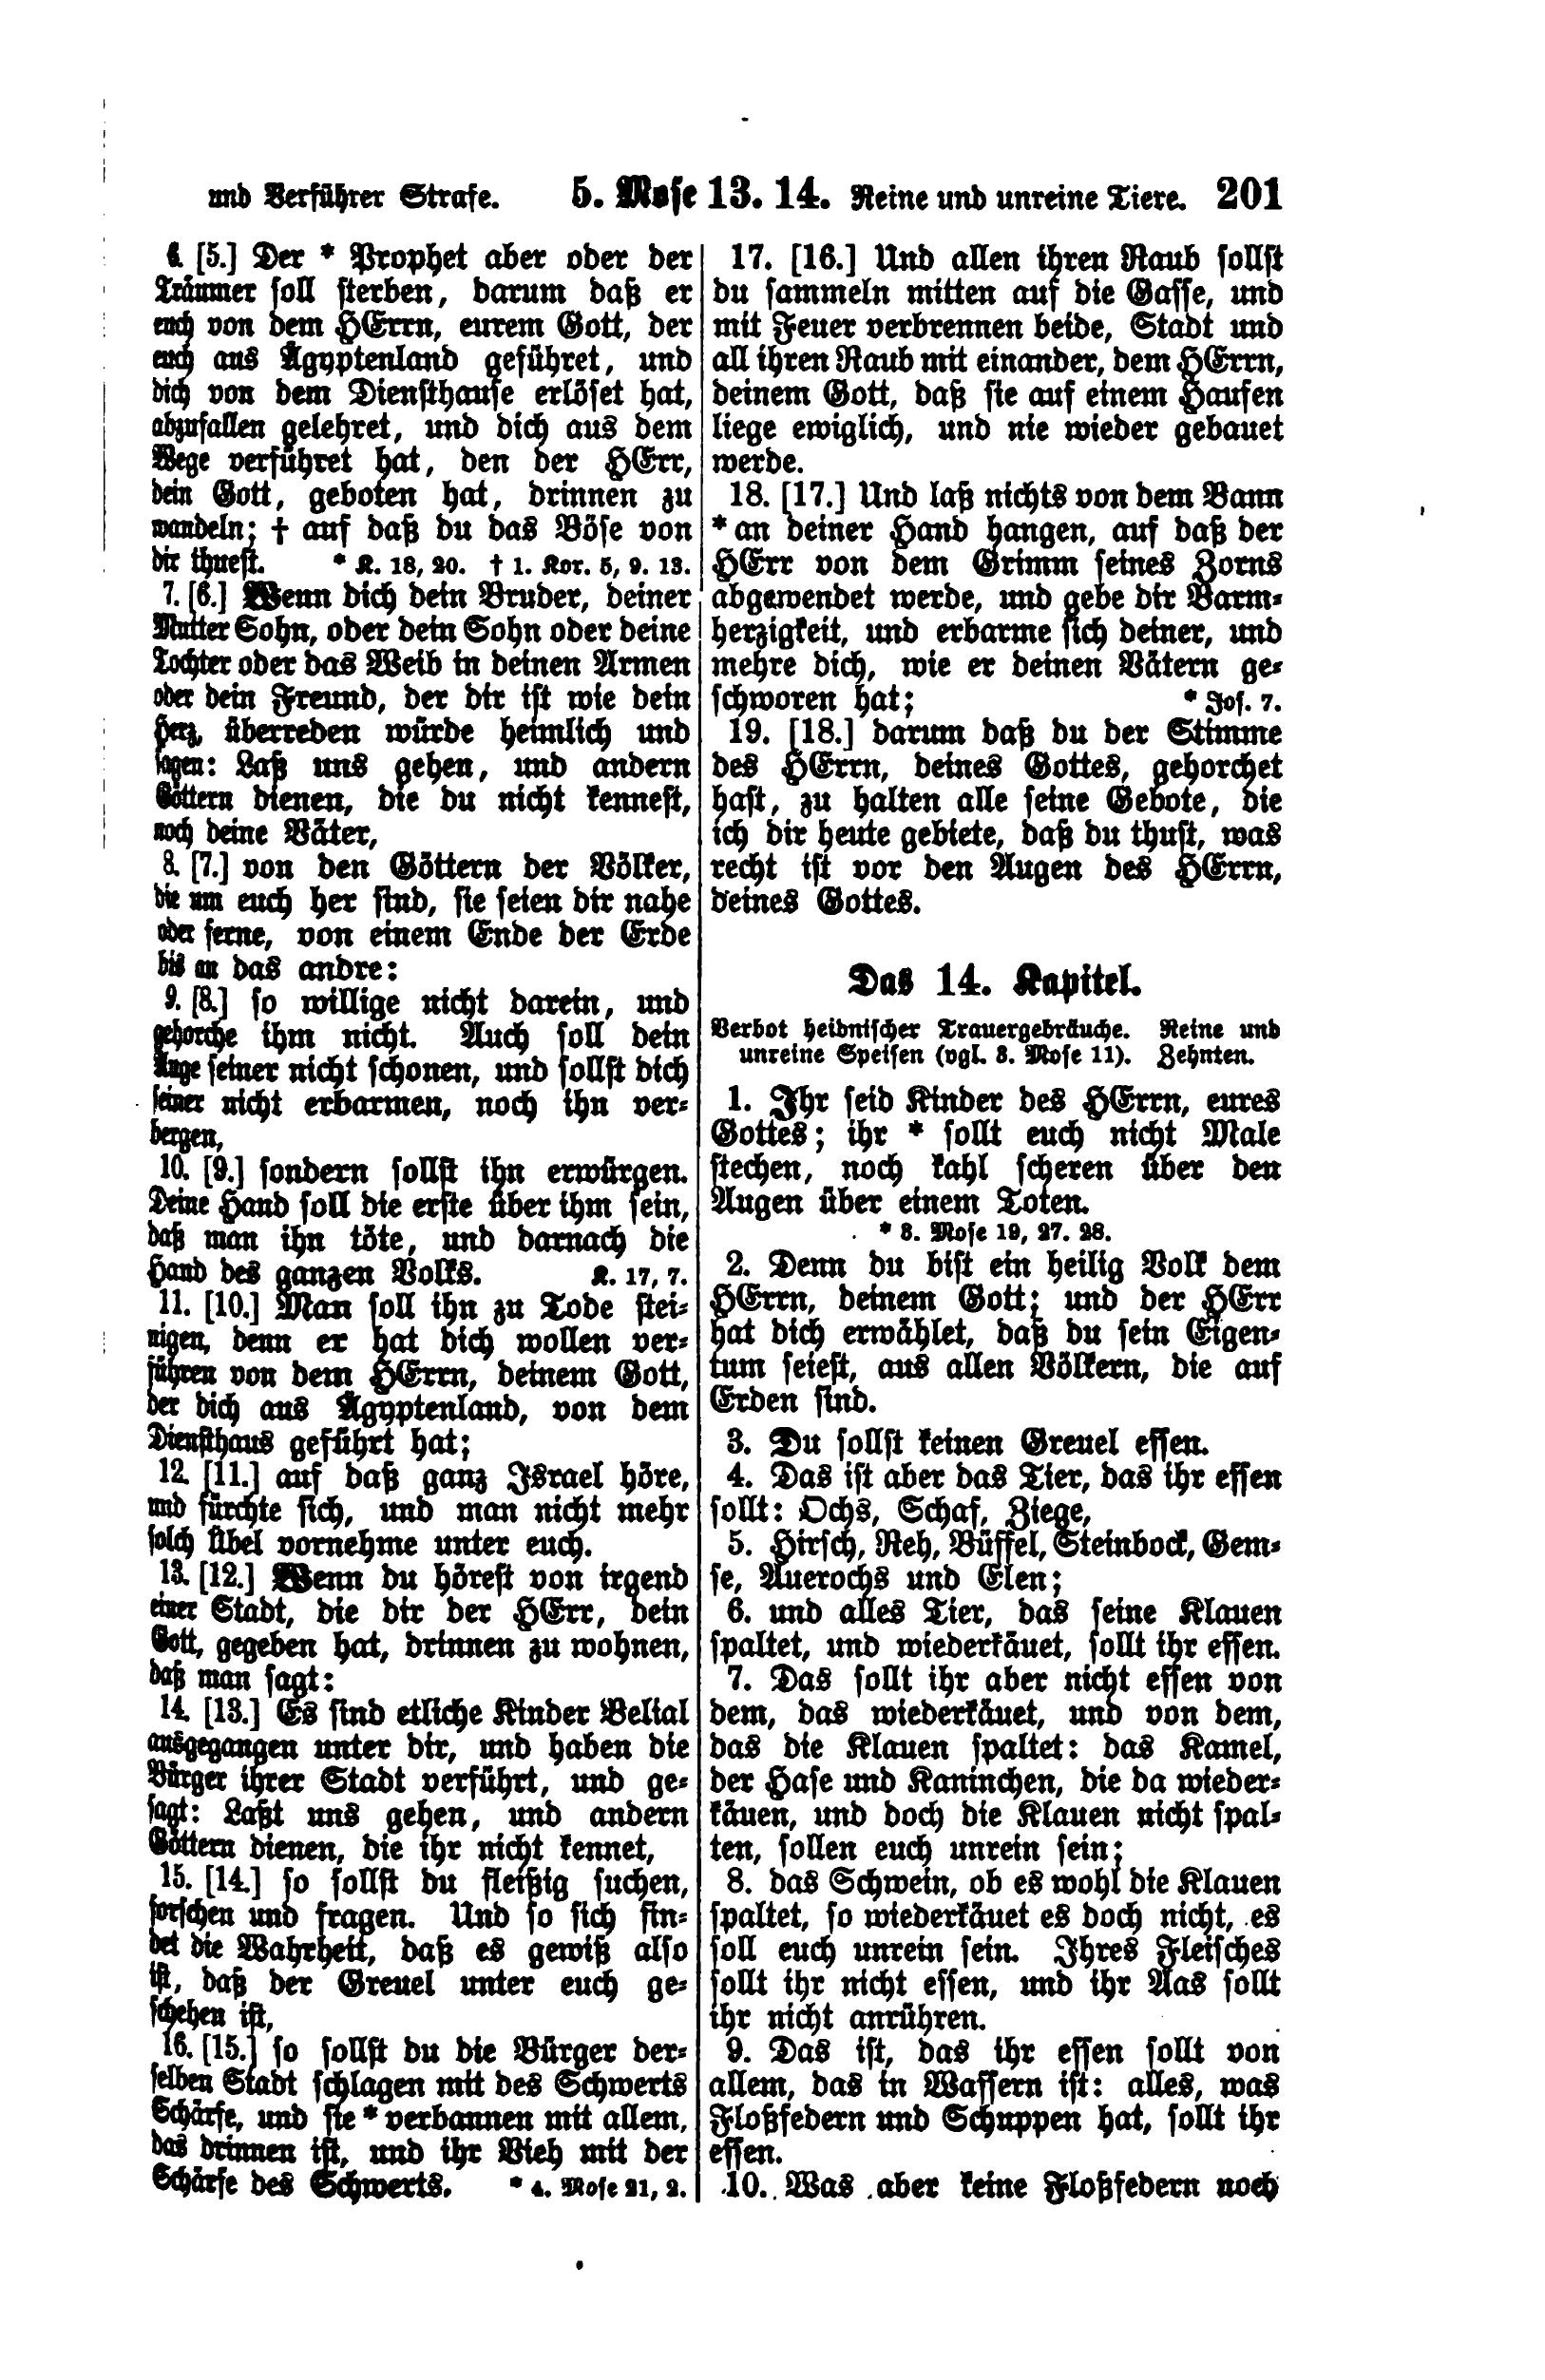 und Verführer Strafe. 5. Mose 13. 14. Reine und unreine Tiere. 201
6. [5.] Der * Prophet aber oder der
Träumer soll sterben, darum daß er
euch von dem HErrn, eurem Gott, der
euch aus Ägyptenland geführet, und
dich von dem Diensthause erlöset hat,
abzufallen gelehret, und dich aus dem
Wege verführet hat, den der HErr,
dein Gott, geboten hat, drinnen zu
wandeln; † auf daß du das Böse von
dir thuest. * K. 18, 20. † 1. Kor. 5, 9. 13.
7. [6.] Wenn dich dein Bruder, deiner
Mutter Sohn, oder dein Sohn oder deine
Tochter oder das Weib in deinen Armen
oder dein Freund, der dir ist wie dein
Herz, überreden würde heimlich und
sagen: Laß uns gehen, und andern
Göttern dienen, die du nicht kennest,
noch deine Väter,
8. [7.] von den Göttern der Völker,
die um euch her sind, sie seien dir nahe
oder ferne, von einem Ende der Erde
bis an das andre:
9. [8.] so willige nicht darein, und
gehorche ihm nicht. Auch soll dein
Auge seiner nicht schonen, und sollst dich
seiner nicht erbarmen, noch ihn ver-
bergen,
10. [9.] sondern sollst ihn erwürgen.
Deine Hand soll die erste über ihm sein,
daß man ihn töte, und darnach die
Hand des ganzen Volks. K. 17, 7.
11. [10.] Man soll ihn zu Tode stei-
nigen, denn er hat dich wollen ver-
führen von dem HErrn, deinem Gott,
der dich aus Ägyptenland, von dem
Diensthaus geführt hat;
12. [11.] auf daß ganz Israel höre,
und fürchte sich, und man nicht mehr
solch übel vornehme unter euch.
13. [12.] Wenn du hörest von irgend
einer Stadt, die dir der HErr, dein
Gott, gegeben hat, drinnen zu wohnen,
daß man sagt:
14. [13.] Es sind etliche Kinder Belial
ausgegangen unter dir, und haben die
Bürger ihrer Stadt verführt, und ge-
sagt: Laßt uns gehen, und andern
Göttern dienen, die ihr nicht kennet,
15. [14.] so sollst du fleißig suchen,
forschen und fragen. Und so sich fin-
det die Wahrheit, daß es gewiß also
ist, daß der Greuel unter euch ge-
schehen ist,
16. [15.] so sollst du die Bürger der-
selben Stadt schlagen mit des Schwerts
Schärfe, und sie * verbannen mit allem,
das drinnen ist, und ihr Vieh mit der
Schärfe des Schwerts. * 4. Mose 21, 2.
17. [16.] Und allen ihren Raub sollst
du sammeln mitten auf die Gasse, und
mit Feuer verbrennen beide, Stadt und
all ihren Raub mit einander, dem HErrn,
deinem Gott, daß sie auf einem Haufen
liege ewiglich, und nie wieder gebauet
werde.
18. [17.] Und laß nichts von dem Bann
* an deiner Hand hangen, auf daß der
HErr von dem Grimm seines Zorns
abgewendet werde, und gebe dir Barm-
herzigkeit, und erbarme sich deiner, und
mehre dich, wie er deinen Vätern ge-
schworen hat; * Jos. 7.
19. [18.] darum daß du der Stimme
des HErrn, deines Gottes, gehorchet
hast, zu halten alle seine Gebote, die
ich dir heute gebiete, daß du thust, was
recht ist vor den Augen des HErrn,
deines Gottes.
Das 14. Kapitel.
Verbot heidnischer Trauergebräuche. Reine und
unreine Speisen (vgl. 3. Mose 11). Zehnten.
1. Ihr seid Kinder des HErrn, eures
Gottes; ihr * sollt euch nicht Male
stechen, noch kahl scheren über den
Augen über einem Toten.
* 3. Mose 19, 27. 28.
2. Denn du bist ein heilig Volk dem
HErrn, deinem Gott; und der HErr
hat dich erwählet, daß du sein Eigen-
tum seiest, aus allen Völkern, die auf
Erden sind.
3. Du sollst keinen Greuel essen.
4. Das ist aber das Tier, das ihr essen
sollt: Ochs, Schaf, Ziege,
5. Hirsch, Reh, Büffel, Steinbock, Gem-
se, Auerochs und Elen;
6. und alles Tier, das seine Klauen
spaltet, und wiederkäuet, sollt ihr essen.
7. Das sollt ihr aber nicht essen von
dem, das wiederkäuet, und von dem,
das die Klauen spaltet: das Kamel,
der Hase und Kaninchen, die da wieder-
käuen, und doch die Klauen nicht spal-
ten, sollen euch unrein sein;
8. das Schwein, ob es wohl die Klauen
spaltet, so wiederkäuet es doch nicht, es
soll euch unrein sein. Ihres Fleisches
sollt ihr nicht essen, und ihr Aas sollt
ihr nicht anrühren.
9. Das ist, das ihr essen sollt von
allem, das in Wassern ist: alles, was
Floßfedern und Schuppen hat, sollt ihr
essen.
10. Was aber keine Floßfedern noch